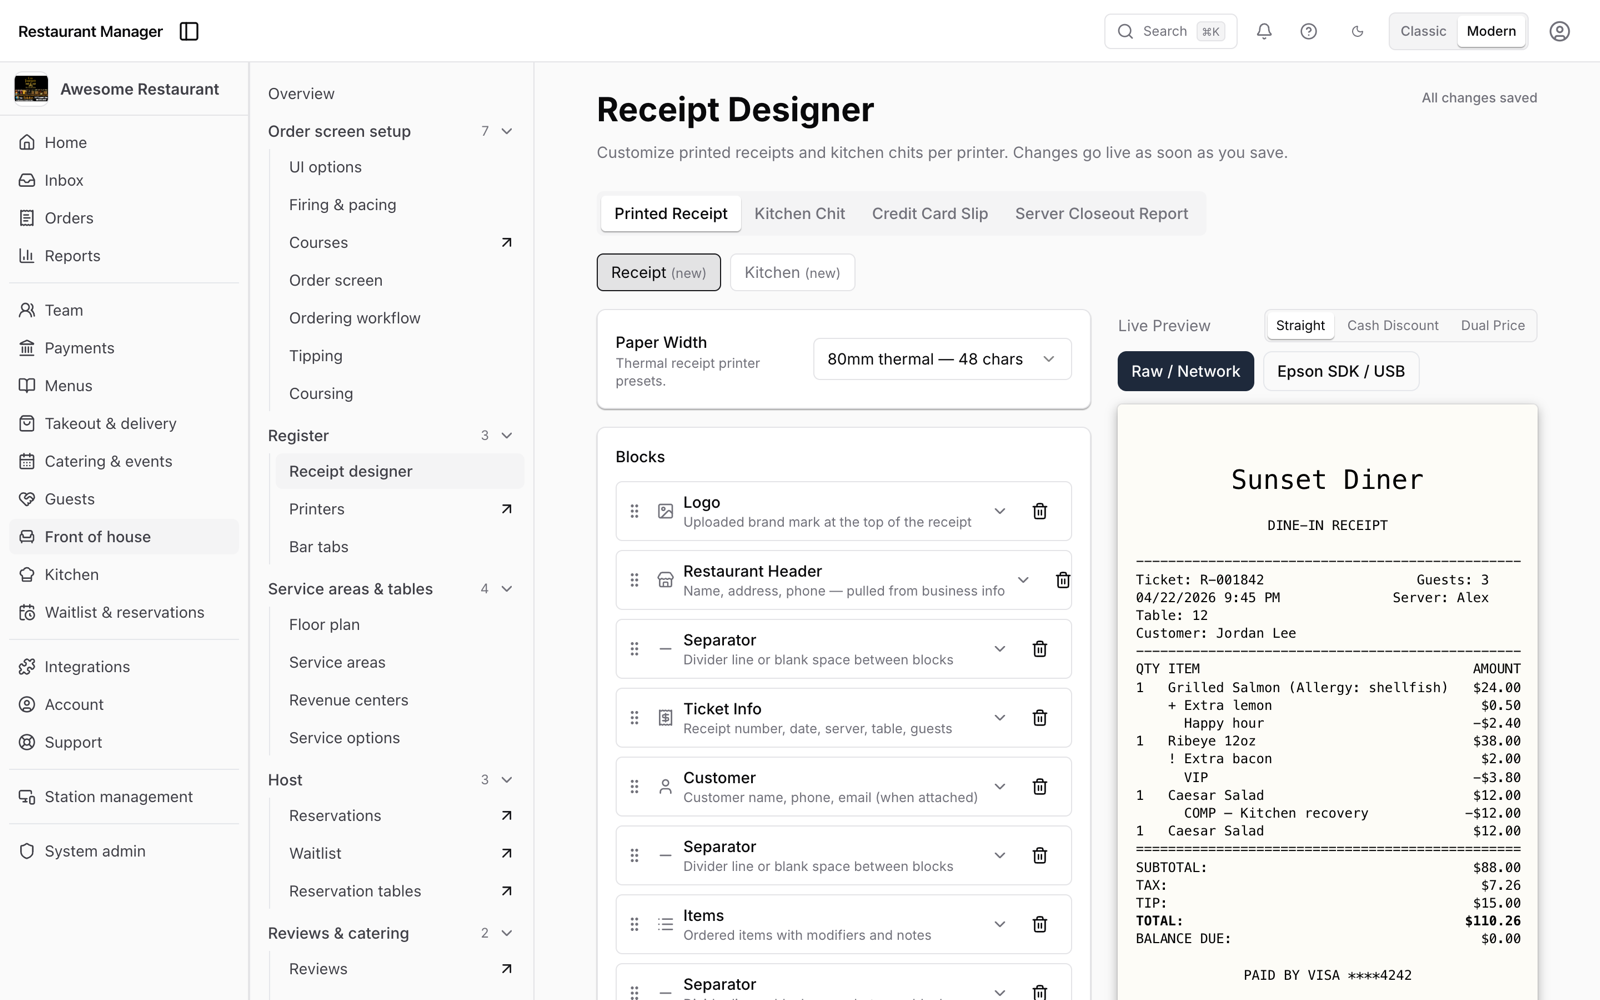 Restaurant Manager
Search ⌘K
Classic Modern
Awesome Restaurant
Home
Inbox
Orders
Reports
Team
Payments
Menus
Takeout & delivery
Catering & events
Guests
Front of house
Kitchen
Waitlist & reservations
Integrations
Account
Support
Station management
System admin
Overview
Order screen setup 7
UI options
Firing & pacing
Courses
Order screen
Ordering workflow
Tipping
Coursing
Register 3
Receipt designer
Printers
Bar tabs
Service areas & tables 4
Floor plan
Service areas
Revenue centers
Service options
Host 3
Reservations
Waitlist
Reservation tables
Reviews & catering 2
Reviews
Receipt Designer
All changes saved
Customize printed receipts and kitchen chits per printer. Changes go live as soon as you save.
Printed Receipt Kitchen Chit Credit Card Slip Server Closeout Report
Receipt (new) Kitchen (new)
Paper Width
Thermal receipt printer
presets.
80mm thermal — 48 chars
Blocks
Logo
Uploaded brand mark at the top of the receipt
Restaurant Header
Name, address, phone — pulled from business info
Separator
Divider line or blank space between blocks
Ticket Info
Receipt number, date, server, table, guests
Customer
Customer name, phone, email (when attached)
Separator
Divider line or blank space between blocks
Items
Ordered items with modifiers and notes
Separator
Live Preview
Straight Cash Discount Dual Price
Raw / Network Epson SDK / USB
Sunset Diner
DINE-IN RECEIPT
------------------------------------------------
Ticket: R-001842 Guests: 3
04/22/2026 9:45 PM Server: Alex
Table: 12
Customer: Jordan Lee
------------------------------------------------
QTY ITEM AMOUNT
1 Grilled Salmon (Allergy: shellfish) $24.00
+ Extra lemon $0.50
Happy hour -$2.40
1 Ribeye 12oz $38.00
! Extra bacon $2.00
VIP -$3.80
1 Caesar Salad $12.00
COMP — Kitchen recovery -$12.00
1 Caesar Salad $12.00
================================================
SUBTOTAL: $88.00
TAX: $7.26
TIP: $15.00
TOTAL: $110.26
BALANCE DUE: $0.00
PAID BY VISA ****4242